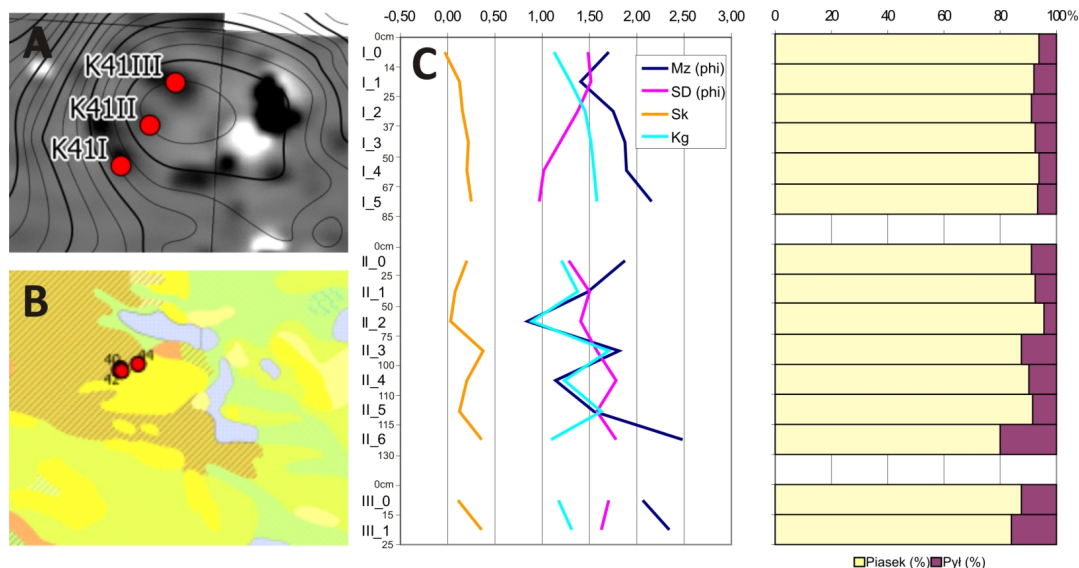 A
K41III
K41II
K41I
B
40 44
42
C
-0,50 0,00 0,50 1,00 1,50 2,00 2,50 3,00
0cm
I_0
14
I_1
25
I_2
37
I_3
50
I_4
67
I_5
85
0cm
II_0
25
II_1
50
II_2
75
II_3
100
II_4
110
II_5
115
II_6
130
0cm
III_0
15
III_1
25
Mz (phi)
SD (phi)
Sk
Kg
0 20 40 60 80 100%
Piasek (%) Pył (%)